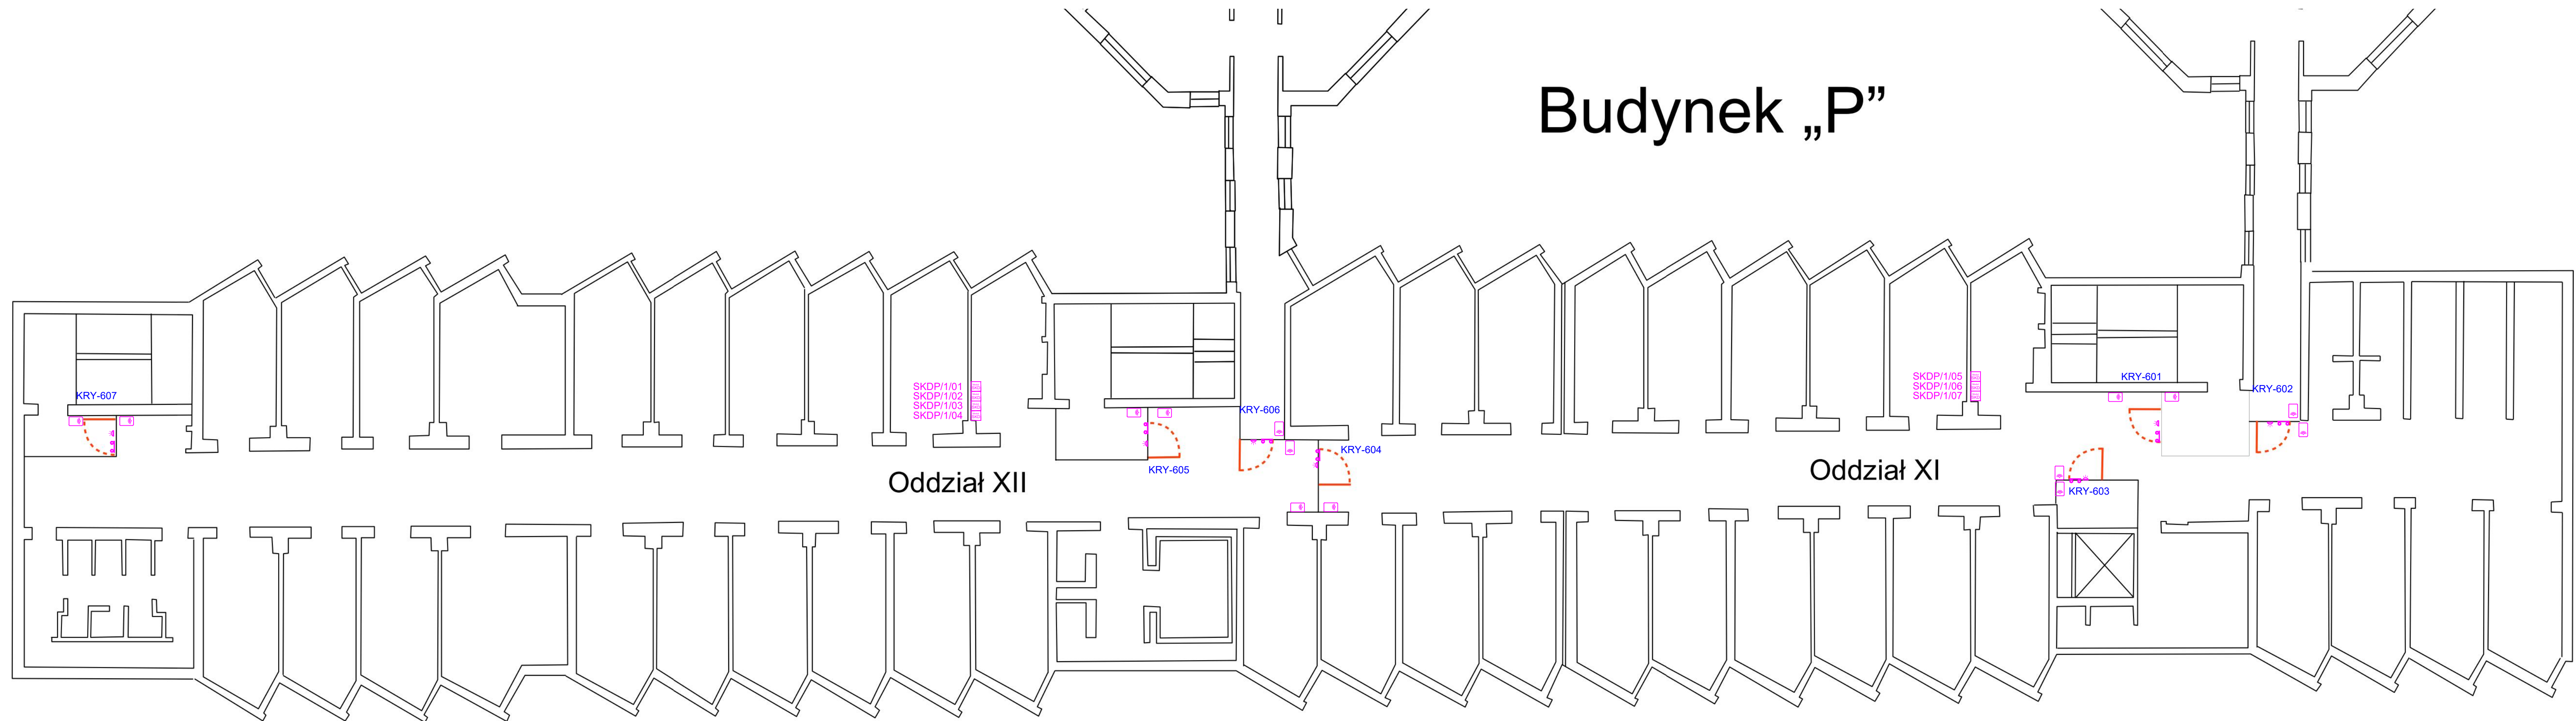 Budynek „P”
KRY-607
SKDP/1/01
SKDP/1/02
SKDP/1/03
SKDP/1/04
KRY-606
KRY-605
KRY-604
Oddział XII
SKDP/1/05
SKDP/1/06
SKDP/1/07
KRY-601
KRY-602
Oddział XI
KRY-603